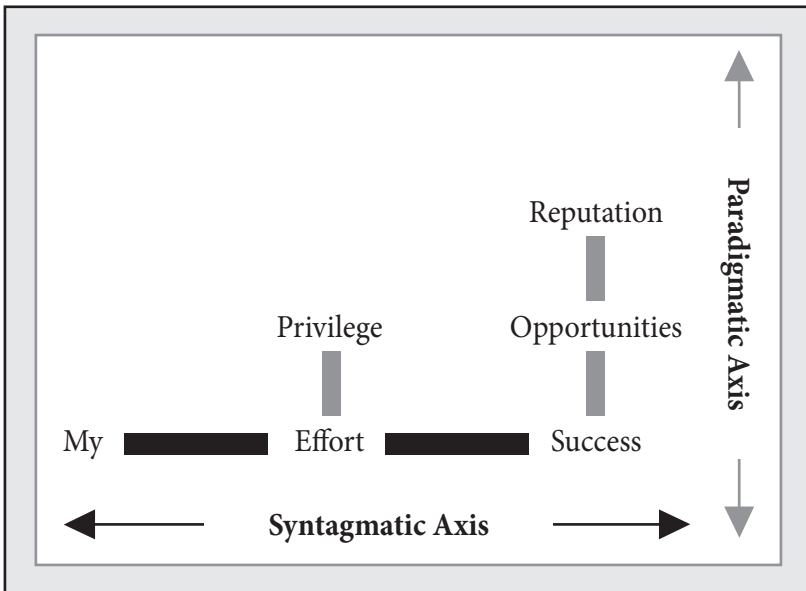 Reputation
Privilege
Opportunities
My
Effort
Success
Syntagmatic Axis
Paradigmatic Axis